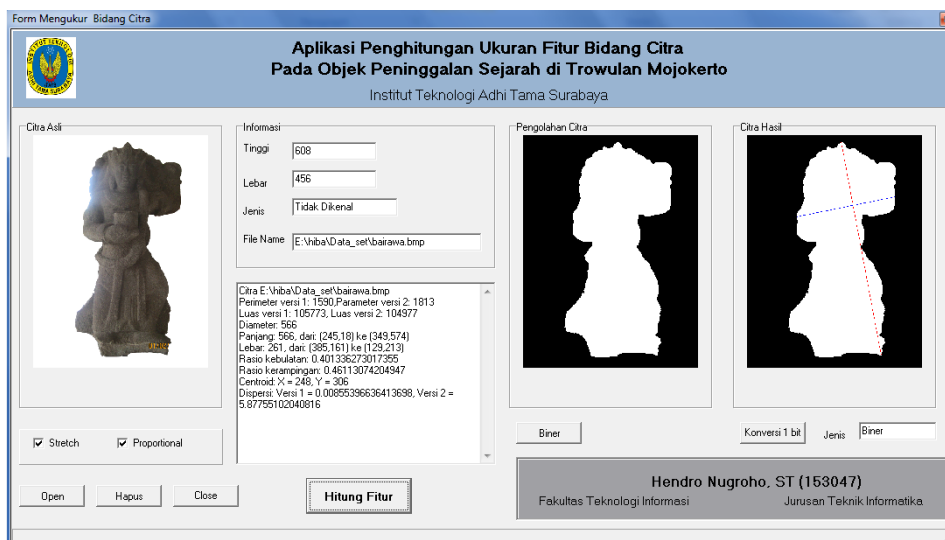 Form Mengukur Bidang Citra
Aplikasi Penghitungan Ukuran Fitur Bidang Citra
Pada Objek Peninggalan Sejarah di Trowulan Mojokerto
Institut Teknologi Adhi Tama Surabaya
Citra Asli
Informasi
Tinggi 608
Lebar 456
Jenis Tidak Dikenal
File Name E:\hiba\Data_set\bairawa.bmp
Citra E:\hiba\Data_set\bairawa.bmp
Perimeter versi 1: 1590,Parameter versi 2: 1813
Luas versi 1: 105773, Luas versi 2: 104977
Diameter: 566
Panjang: 566, dari: (245,18) ke (349,574)
Lebar: 261, dari: (385,161) ke (129,213)
Rasio kebulatan: 0.401336273017355
Rasio kerampingan: 0.46113074204947
Centroid: X = 248, Y = 306
Dispersi: Versi 1 = 0.00855396636413698, Versi 2 =
5.87755102040816
Pengolahan Citra
Citra Hasil
Stretch Proportional
Biner
Konversi 1 bit Jenis Biner
Open Hapus Close
Hitung Fitur
Hendro Nugroho, ST (153047)
Fakultas Teknologi Informasi Jurusan Teknik Informatika